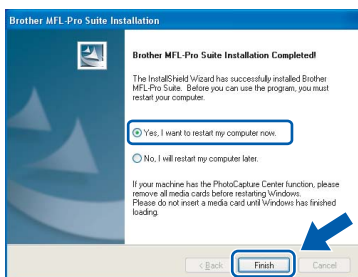 Brother MFL-Pro Suite Installation
Brother MFL-Pro Suite Installation Completed!
The InstallShield Wizard has successfully installed Brother
MFL-Pro Suite. Before you can use the program, you must
restart your computer.
Yes, I want to restart my computer now.
No, I will restart my computer later.
If your machine has the PhotoCapture Center function, please
remove all media cards before restarting Windows.
Please do not insert a media card until Windows has finished
loading.
< Back Finish Cancel